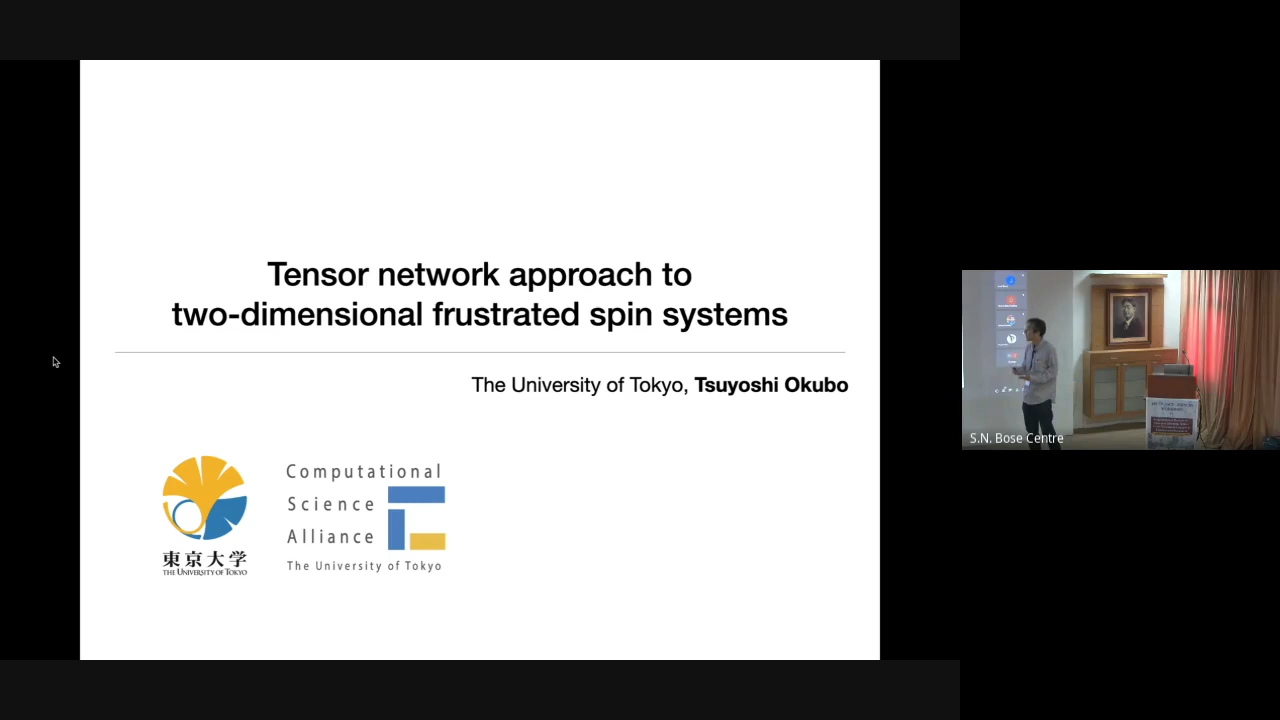 Tensor network approach to
two-dimensional frustrated spin systems
The University of Tokyo, Tsuyoshi Okubo
東京大学
THE UNIVERSITY OF TOKYO
Computational
Science
Alliance
The University of Tokyo
S.N. Bose Centre